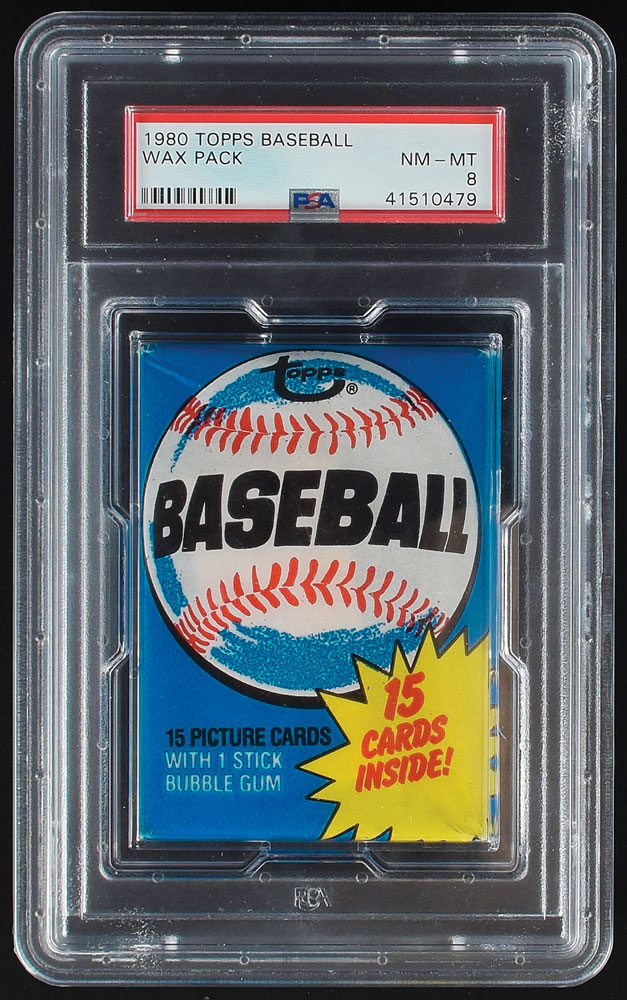 1980 TOPPS BASEBALL
WAX PACK
NM – MT
8
PSA
41510479
topps®
BASEBALL
15 PICTURE CARDS
WITH 1 STICK
BUBBLE GUM
15
CARDS
INSIDE!
PSA